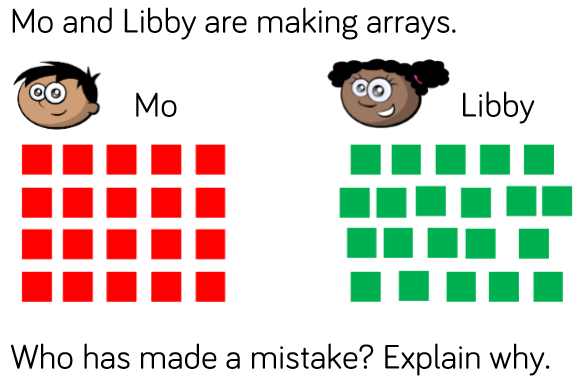 Mo and Libby are making arrays.
Mo
Libby
Who has made a mistake? Explain why.